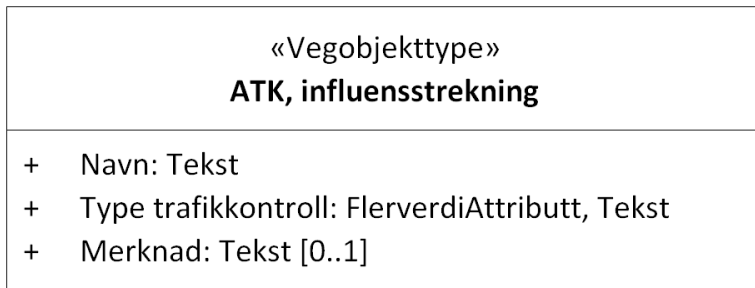 «Vegobjekttype»
ATK, influensstrekning
+ Navn: Tekst
+ Type trafikkontroll: FlerverdiAttributt, Tekst
+ Merknad: Tekst [0..1]